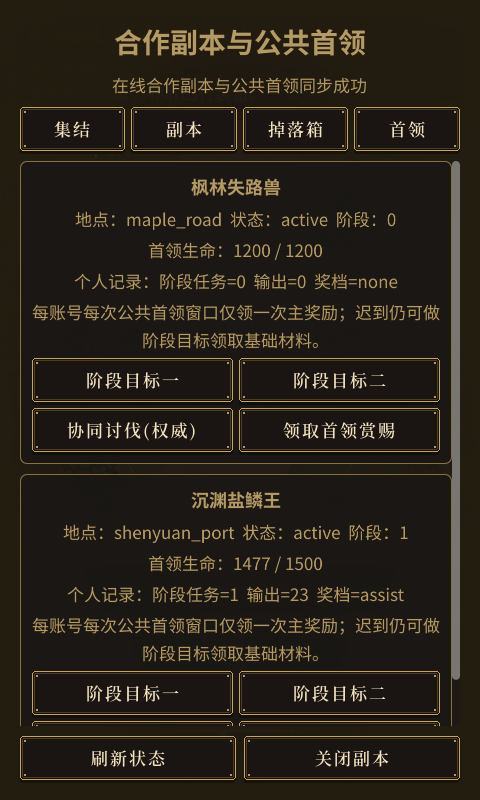 合作副本与公共首领
在线合作副本与公共首领同步成功
集结 副本 掉落箱 首领
枫林失路兽
地点：maple_road 状态：active 阶段：0
首领生命：1200 / 1200
个人记录：阶段任务=0 输出=0 奖档=none
每账号每次公共首领窗口仅领一次主奖励；迟到仍可做
阶段目标领取基础材料。
阶段目标一 阶段目标二
协同讨伐(权威) 领取首领赏赐
沉渊盐鳞王
地点：shenyuan_port 状态：active 阶段：1
首领生命：1477 / 1500
个人记录：阶段任务=1 输出=23 奖档=assist
每账号每次公共首领窗口仅领一次主奖励；迟到仍可做
阶段目标领取基础材料。
阶段目标一 阶段目标二
刷新状态 关闭副本